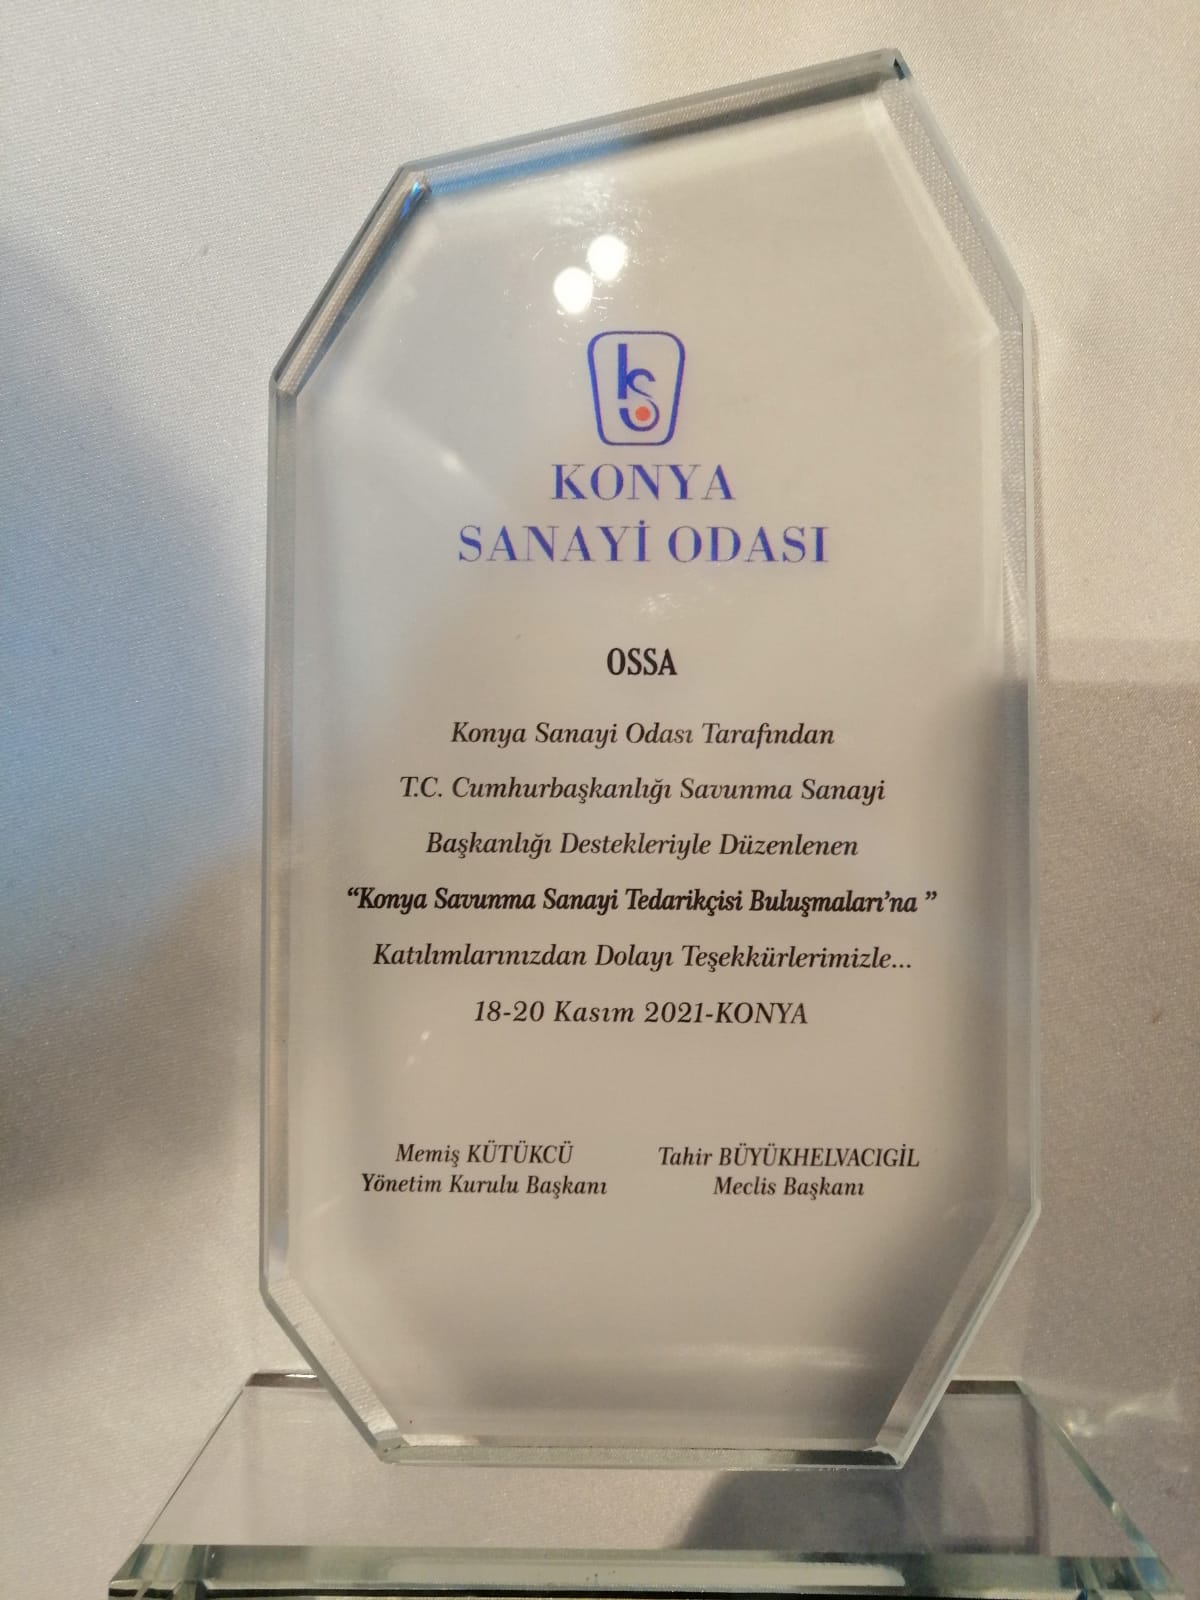 KONYA
SANAYİ ODASI
OSSA
Konya Sanayi Odası Tarafından
T.C. Cumhurbaşkanlığı Savunma Sanayi
Başkanlığı Destekleriyle Düzenlenen
“Konya Savunma Sanayi Tedarikçisi Buluşmaları’na ”
Katılımlarınızdan Dolayı Teşekkürlerimizle...
18-20 Kasım 2021-KONYA
Memiş KÜTÜKCÜ
Yönetim Kurulu Başkanı
Tahir BÜYÜKHELVACIGİL
Meclis Başkanı